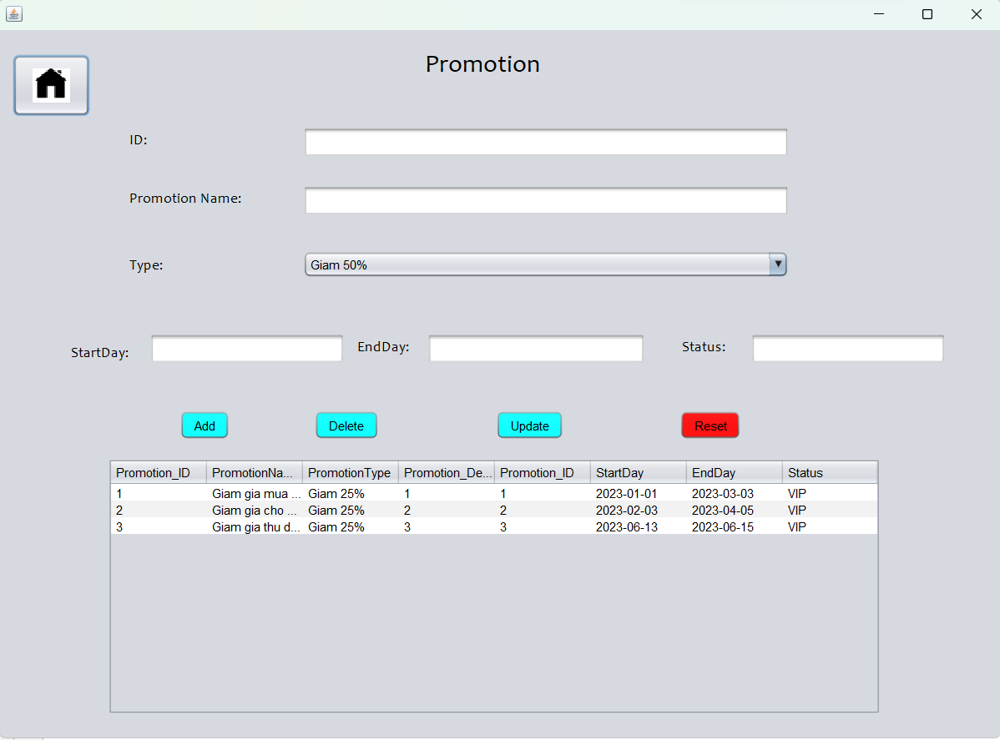 Promotion
ID:
Promotion Name:
Type: Giam 50%
StartDay: EndDay: Status:
Add Delete Update Reset
Promotion_ID PromotionNa... PromotionType Promotion_De... Promotion_ID StartDay EndDay Status
1 Giam gia mua ... Giam 25% 1 1 2023-01-01 2023-03-03 VIP
2 Giam gia cho ... Giam 25% 2 2 2023-02-03 2023-04-05 VIP
3 Giam gia thu d... Giam 25% 3 3 2023-06-13 2023-06-15 VIP